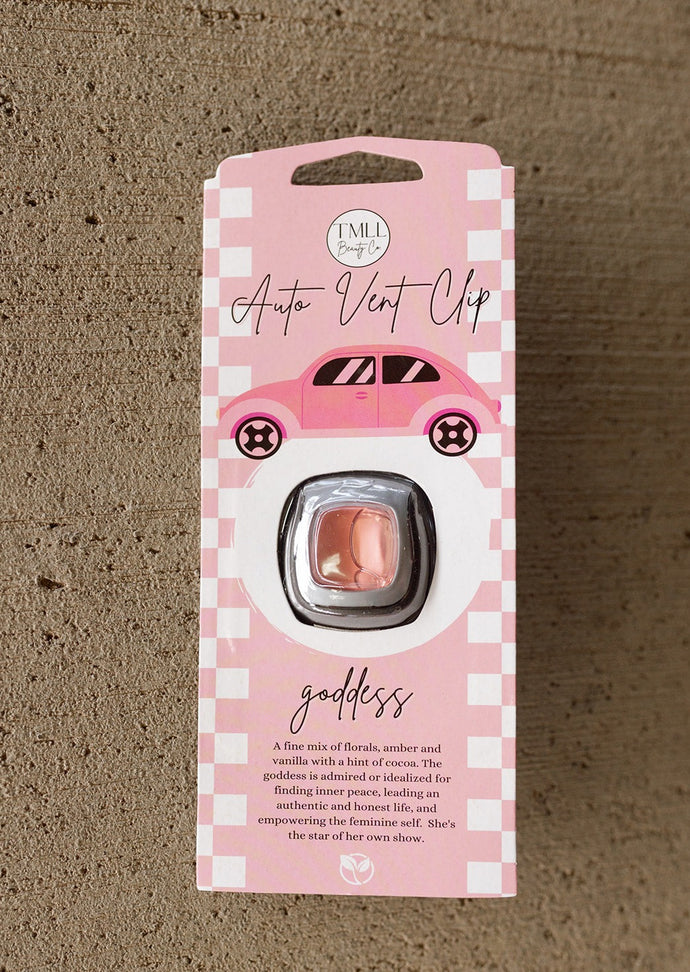 TMLL
Beauty Co.
Auto Vent Clip
goddess
A fine mix of florals, amber and
vanilla with a hint of cocoa. The
goddess is admired or idealized for
finding inner peace, leading an
authentic and honest life, and
empowering the feminine self. She's
the star of her own show.